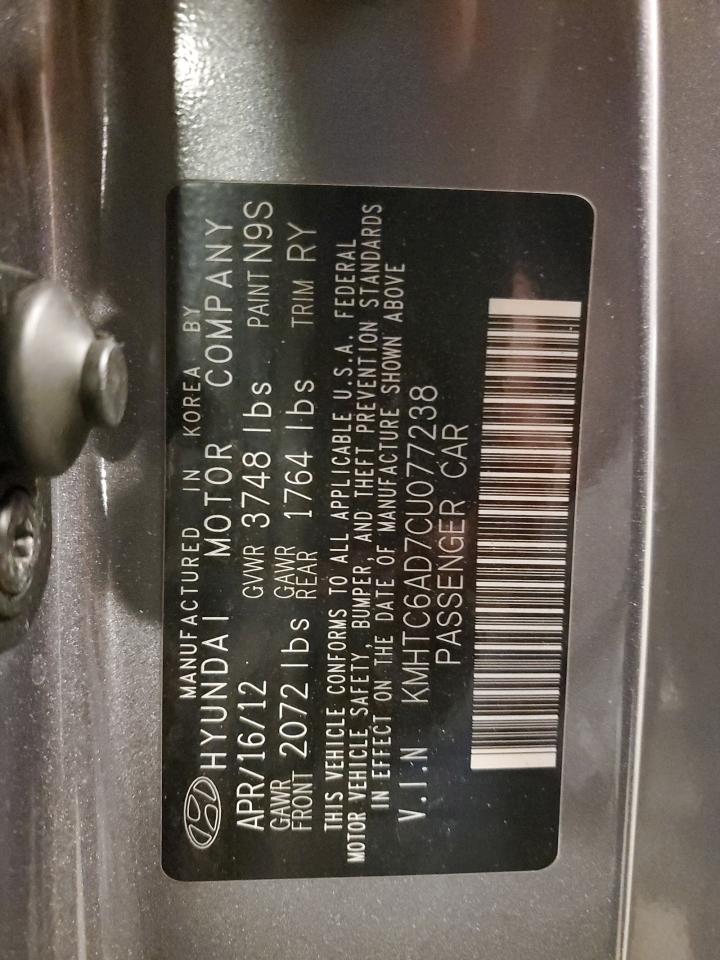 MANUFACTURED IN KOREA BY
HYUNDAI MOTOR COMPANY
APR/16/12 GVWR 3748 lbs PAINT N9S
GAWR FRONT 2072 lbs GAWR REAR 1764 lbs TRIM RY
THIS VEHICLE CONFORMS TO ALL APPLICABLE U.S.A. FEDERAL
MOTOR VEHICLE SAFETY, BUMPER, AND THEFT PREVENTION STANDARDS
IN EFFECT ON THE DATE OF MANUFACTURE SHOWN ABOVE
V.I.N KMHTC6AD7CU077238
PASSENGER CAR